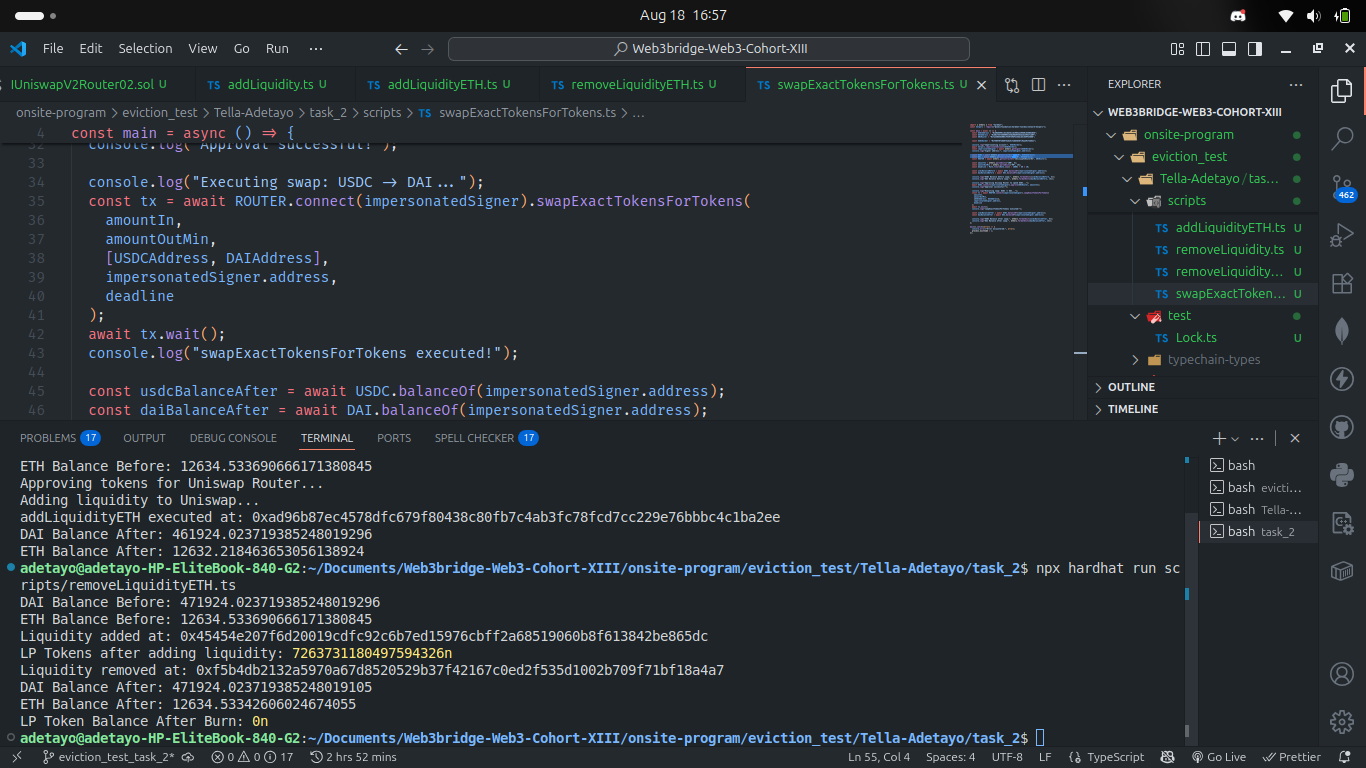 Aug 18 16:57
File Edit Selection View Go Run ··· Web3bridge-Web3-Cohort-XIII
IUniswapV2Router02.sol U addLiquidity.ts U addLiquidityETH.ts U removeLiquidityETH.ts U swapExactTokensForTokens.ts U
onsite-program > eviction_test > Tella-Adetayo > task_2 > scripts > TS swapExactTokensForTokens.ts > ...
4 const main = async () => {
32 console.log("Approval successful!");
33
34 console.log("Executing swap: USDC → DAI...");
35 const tx = await ROUTER.connect(impersonatedSigner).swapExactTokensForTokens(
36 amountIn,
37 amountOutMin,
38 [USDCAddress, DAIAddress],
39 impersonatedSigner.address,
40 deadline
41 );
42 await tx.wait();
43 console.log("swapExactTokensForTokens executed!");
44
45 const usdcBalanceAfter = await USDC.balanceOf(impersonatedSigner.address);
46 const daiBalanceAfter = await DAI.balanceOf(impersonatedSigner.address);
EXPLORER ···
WEB3BRIDGE-WEB3-COHORT-XIII
onsite-program
eviction_test
Tella-Adetayo / tas...
scripts
TS addLiquidityETH.ts U
TS removeLiquidity.ts U
TS removeLiquidity... U
TS swapExactToken... U
test
TS Lock.ts U
typechain-types
OUTLINE
TIMELINE
462
PROBLEMS 17 OUTPUT DEBUG CONSOLE TERMINAL PORTS SPELL CHECKER 17
ETH Balance Before: 12634.533690666171380845
Approving tokens for Uniswap Router...
Adding liquidity to Uniswap...
addLiquidityETH executed at: 0xad96b87ec4578dfc679f80438c80fb7c4ab3fc78fcd7cc229e76bbbc4c1ba2ee
DAI Balance After: 461924.023719385248019296
ETH Balance After: 12632.218463653056138924
adetayo@adetayo-HP-EliteBook-840-G2:~/Documents/Web3bridge-Web3-Cohort-XIII/onsite-program/eviction_test/Tella-Adetayo/task_2$ npx hardhat run sc
ripts/removeLiquidityETH.ts
DAI Balance Before: 471924.023719385248019296
ETH Balance Before: 12634.533690666171380845
Liquidity added at: 0x45454e207f6d20019cdfc92c6b7ed15976cbff2a68519060b8f613842be865dc
LP Tokens after adding liquidity: 7263731180497594326n
Liquidity removed at: 0xf5b4db2132a5970a67d8520529b37f42167c0ed2f535d1002b709f71bf18a4a7
DAI Balance After: 471924.023719385248019105
ETH Balance After: 12634.53342606024674055
LP Token Balance After Burn: 0n
adetayo@adetayo-HP-EliteBook-840-G2:~/Documents/Web3bridge-Web3-Cohort-XIII/onsite-program/eviction_test/Tella-Adetayo/task_2$
bash
bash evicti...
bash Tella-...
bash task_2
eviction_test_task_2* 0 0 17 2 hrs 52 mins Ln 55, Col 4 Spaces: 4 UTF-8 LF TypeScript Go Live Prettier